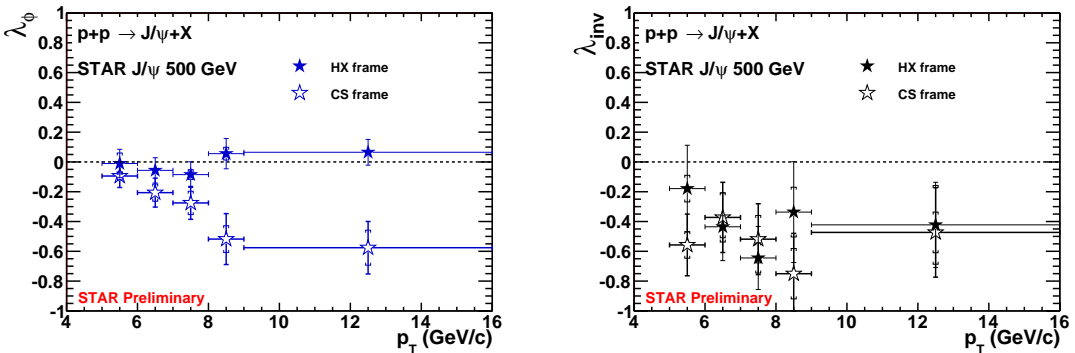 λϕ
p+p → J/ψ+X
STAR J/ψ 500 GeV
HX frame
CS frame
STAR Preliminary
1
0.8
0.6
0.4
0.2
0
-0.2
-0.4
-0.6
-0.8
-1
4 6 8 10 12 14 16
pT (GeV/c)
λinv
p+p → J/ψ+X
STAR J/ψ 500 GeV
HX frame
CS frame
STAR Preliminary
1
0.8
0.6
0.4
0.2
0
-0.2
-0.4
-0.6
-0.8
-1
4 6 8 10 12 14 16
pT (GeV/c)